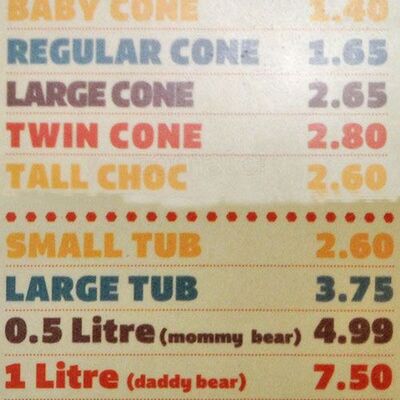 BABY CONE 1.40
REGULAR CONE 1.65
LARGE CONE 2.65
TWIN CONE 2.80
TALL CHOC 2.60
SMALL TUB 2.60
LARGE TUB 3.75
0.5 Litre (mommy bear) 4.99
1 Litre (daddy bear) 7.50